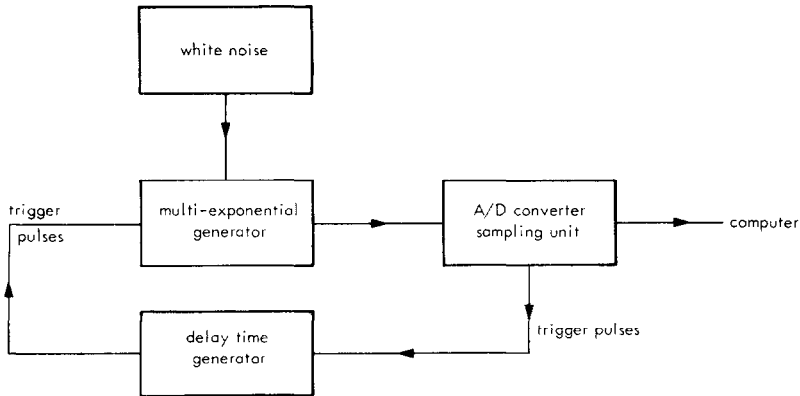 white noise
trigger
pulses
multi-exponential
generator
A/D converter
sampling unit
computer
delay time
generator
trigger pulses